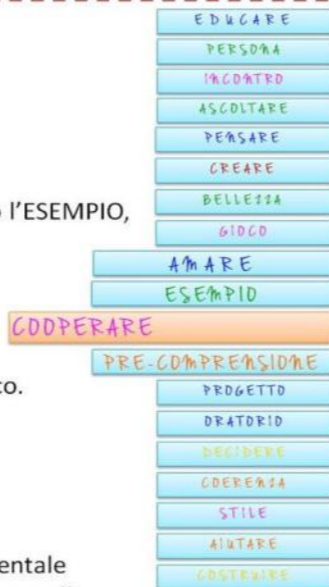 EDUCARE
PERSONA
INCONTRO
ASCOLTARE
PENSARE
CREARE
l'ESEMPIO,
BELLEZZA
GIOCO
AMARE
ESEMPIO
COOPERARE
PRE-COMPRENSIONE
co.
PROGETTO
ORATORIO
DECIDERE
COERENZA
STILE
AIUTARE
entale
COSTRUIRE